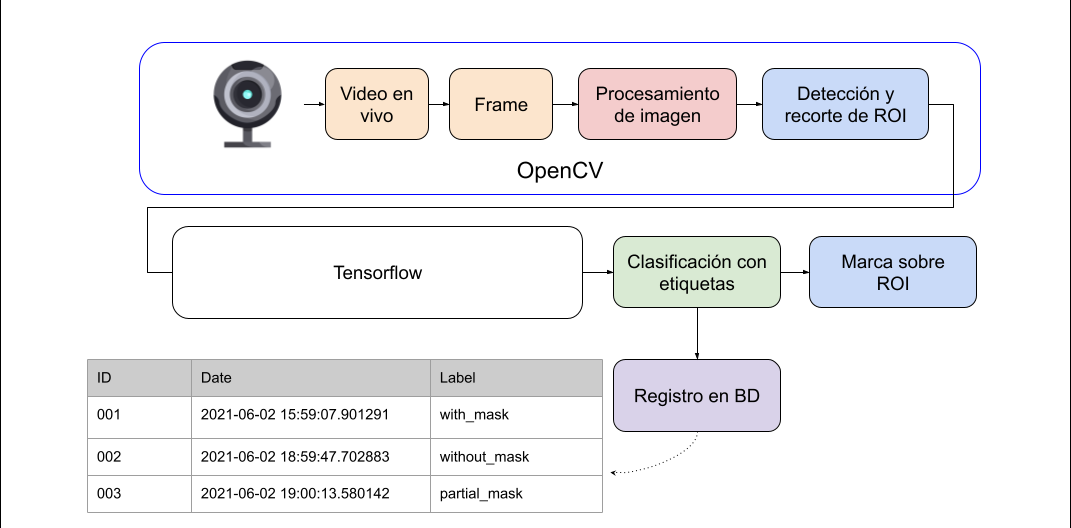 Video en
vivo
Frame
Procesamiento
de imagen
Detección y
recorte de ROI
OpenCV
Tensorflow
Clasificación con
etiquetas
Marca sobre
ROI
Registro en BD
ID Date Label
001 2021-06-02 15:59:07.901291 with_mask
002 2021-06-02 18:59:47.702883 without_mask
003 2021-06-02 19:00:13.580142 partial_mask